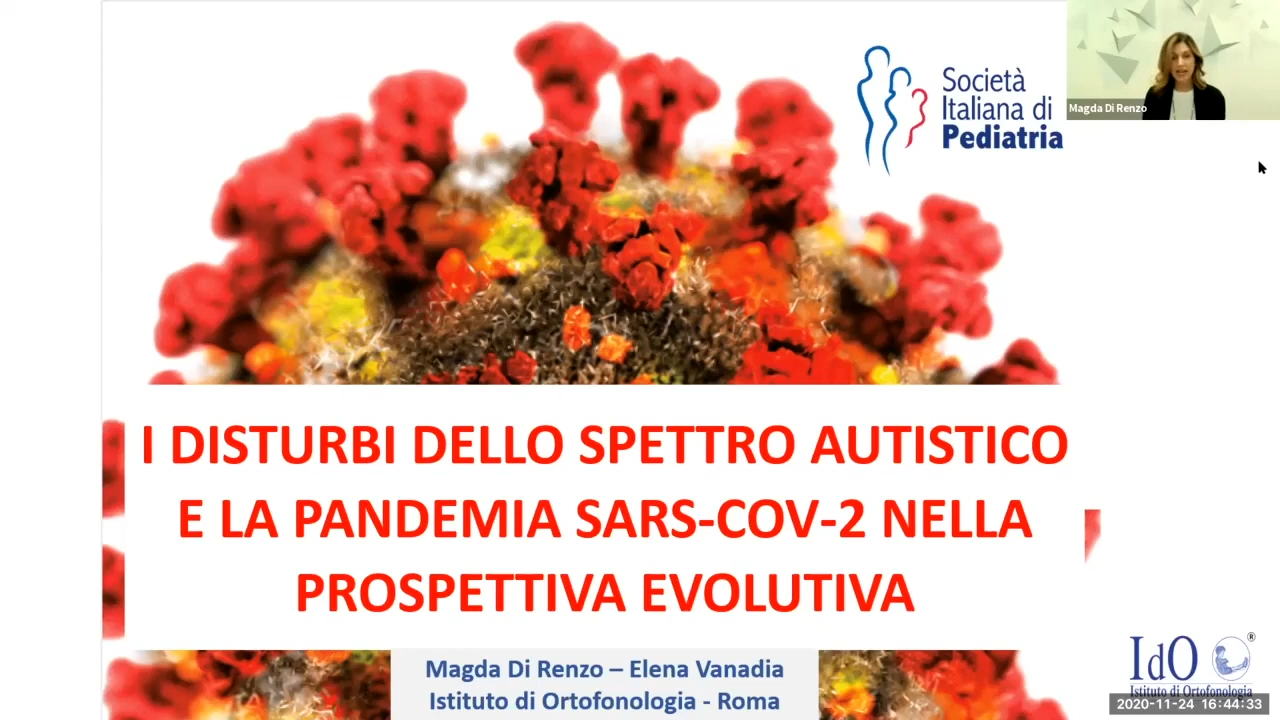 Società
Italiana di
Pediatria
Magda Di Renzo
I DISTURBI DELLO SPETTRO AUTISTICO
E LA PANDEMIA SARS-COV-2 NELLA
PROSPETTIVA EVOLUTIVA
Magda Di Renzo – Elena Vanadia
Istituto di Ortofonologia - Roma
IdO ®
Istituto di Ortofonologia
2020-11-24 16:44:33